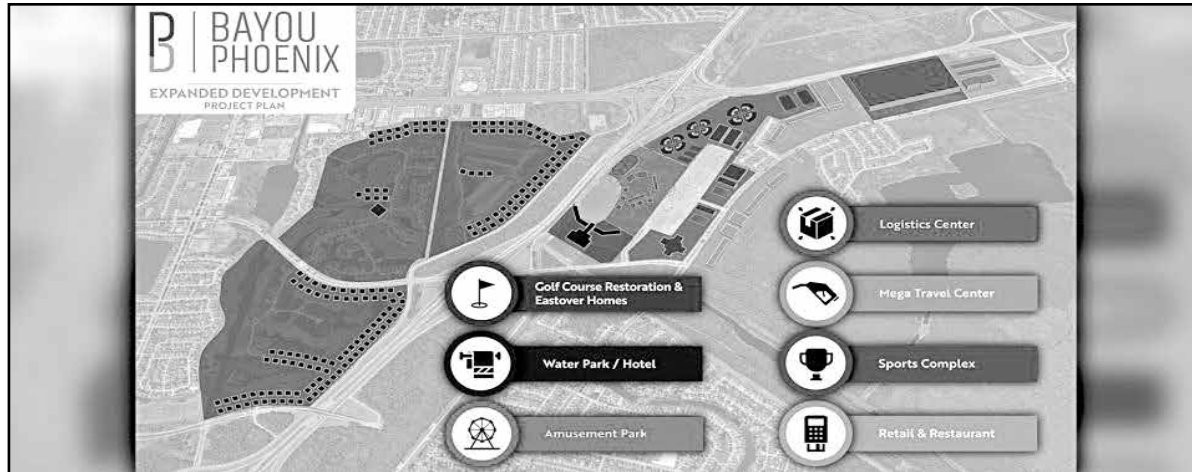 B
BAYOU
PHOENIX
EXPANDED DEVELOPMENT
PROJECT PLAN
Golf Course Restoration &
Eastover Homes
Water Park / Hotel
Amusement Park
Logistics Center
Mega Travel Center
Sports Complex
Retail & Restaurant